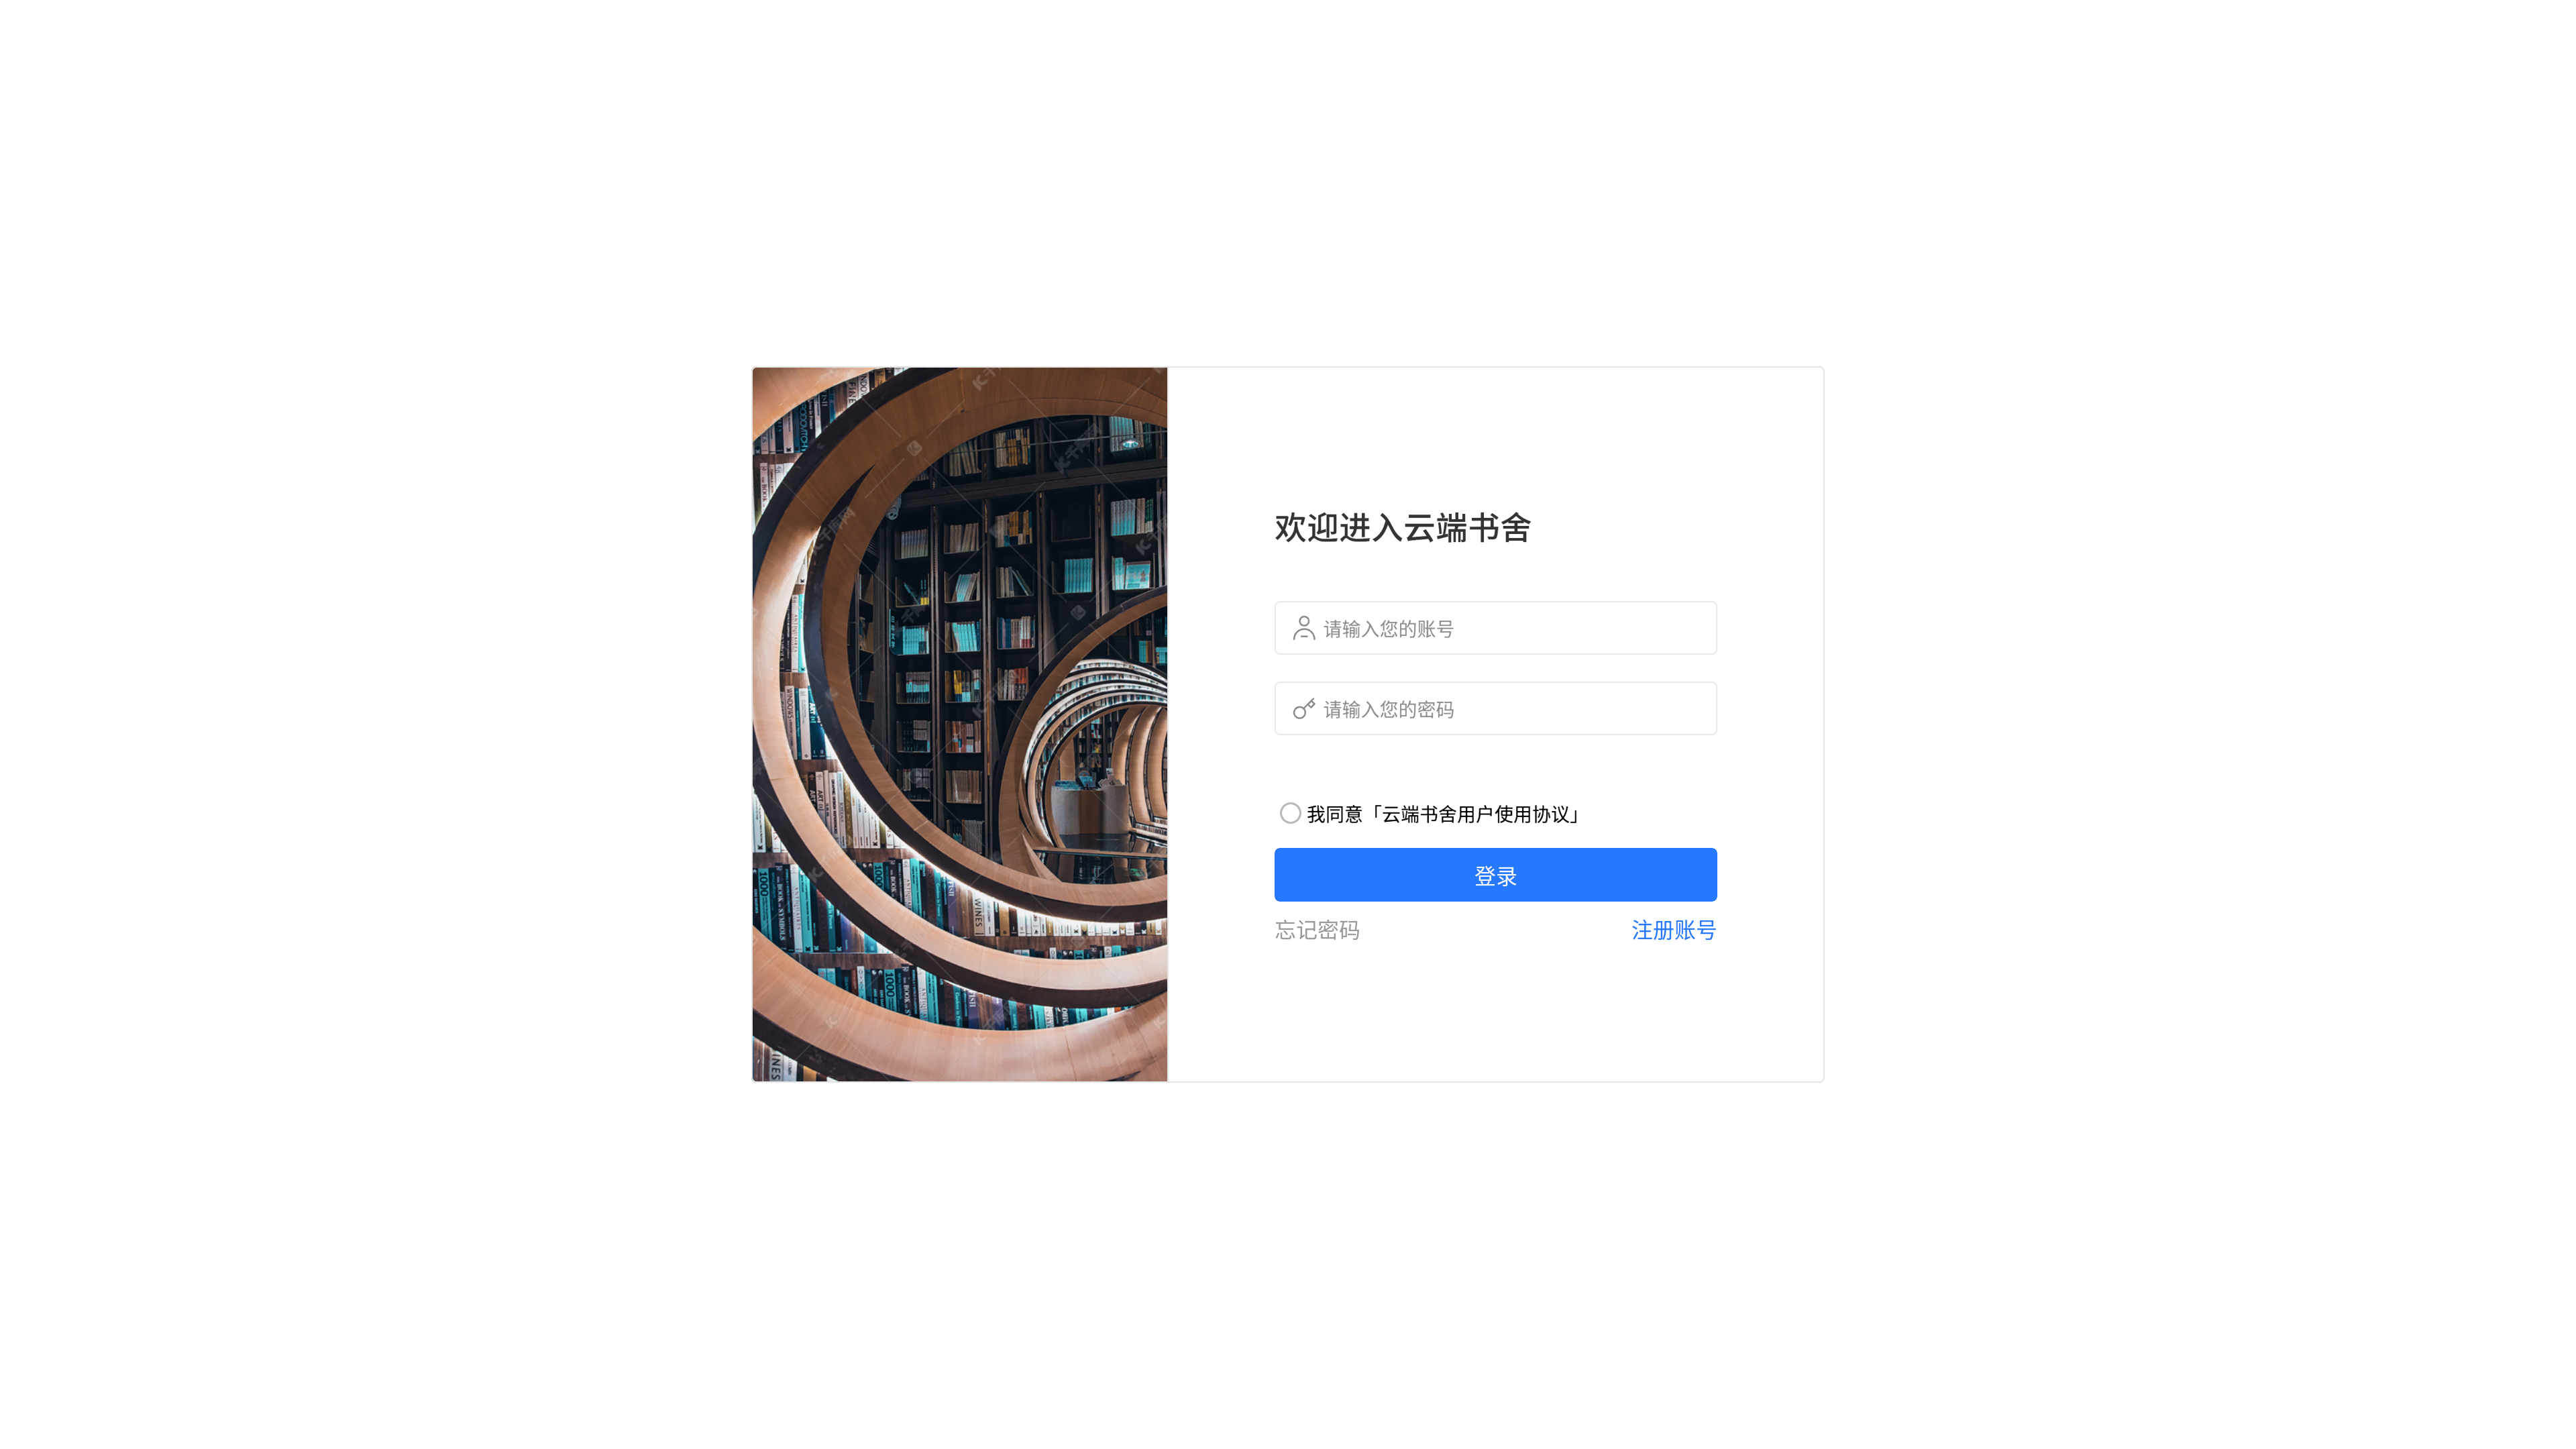 欢迎进入云端书舍
请输入您的账号
请输入您的密码
我同意「云端书舍用户使用协议」
登录
忘记密码
注册账号